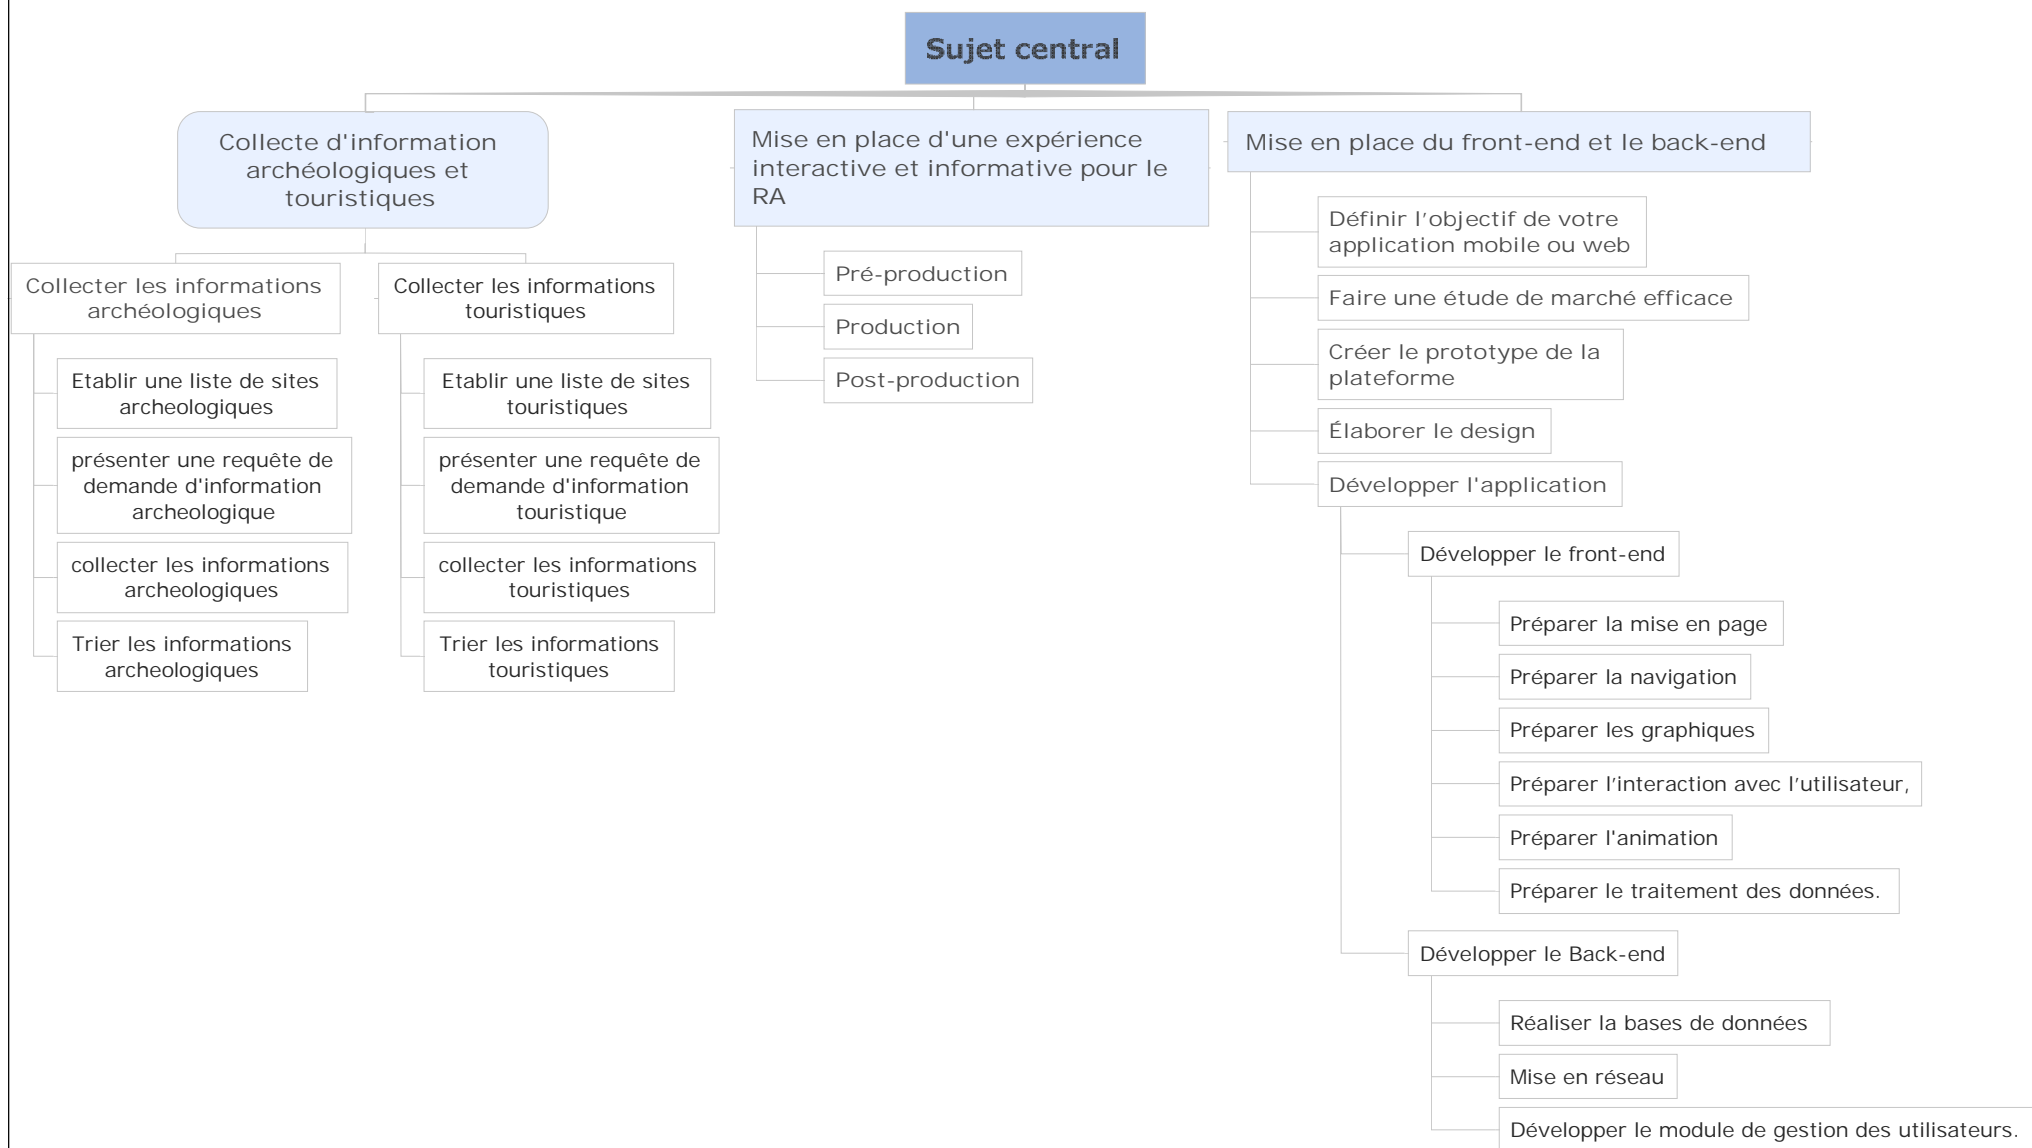 Sujet central
Collecte d'information
archéologiques et
touristiques
Collecter les informations
archéologiques
Etablir une liste de sites
archeologiques
présenter une requête de
demande d'information
archeologique
collecter les informations
archeologiques
Trier les informations
archeologiques
Collecter les informations
touristiques
Etablir une liste de sites
touristiques
présenter une requête de
demande d'information
touristique
collecter les informations
touristiques
Trier les informations
touristiques
Mise en place d'une expérience
interactive et informative pour le
RA
Pré-production
Production
Post-production
Mise en place du front-end et le back-end
Définir l’objectif de votre
application mobile ou web
Faire une étude de marché efficace
Créer le prototype de la
plateforme
Élaborer le design
Développer l'application
Développer le front-end
Préparer la mise en page
Préparer la navigation
Préparer les graphiques
Préparer l’interaction avec l’utilisateur,
Préparer l'animation
Préparer le traitement des données.
Développer le Back-end
Réaliser la bases de données
Mise en réseau
Développer le module de gestion des utilisateurs.